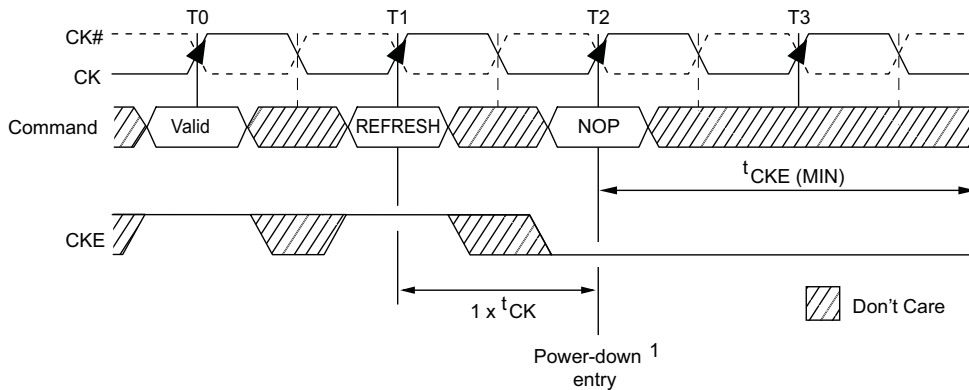 T0 T1 T2 T3
CK#
CK
Command Valid REFRESH NOP
tCKE (MIN)
CKE
1 x tCK
Don't Care
Power-down 1
entry